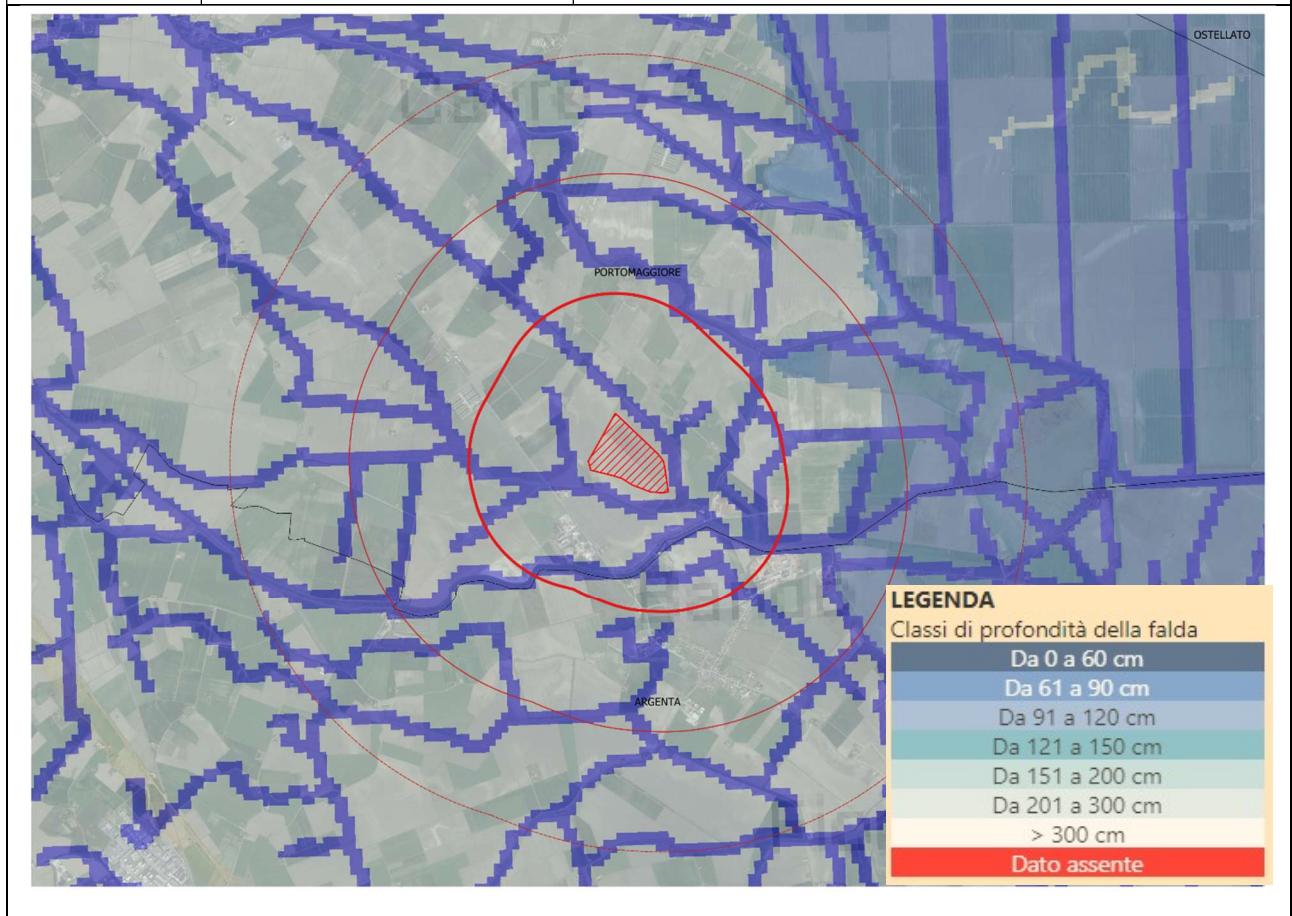 OSTELLATO
PORTOMAGGIORE
Bando
ARGENTA
LEGENDA
Classi di profondità della falda
Da 0 a 60 cm
Da 61 a 90 cm
Da 91 a 120 cm
Da 121 a 150 cm
Da 151 a 200 cm
Da 201 a 300 cm
> 300 cm
Dato assente